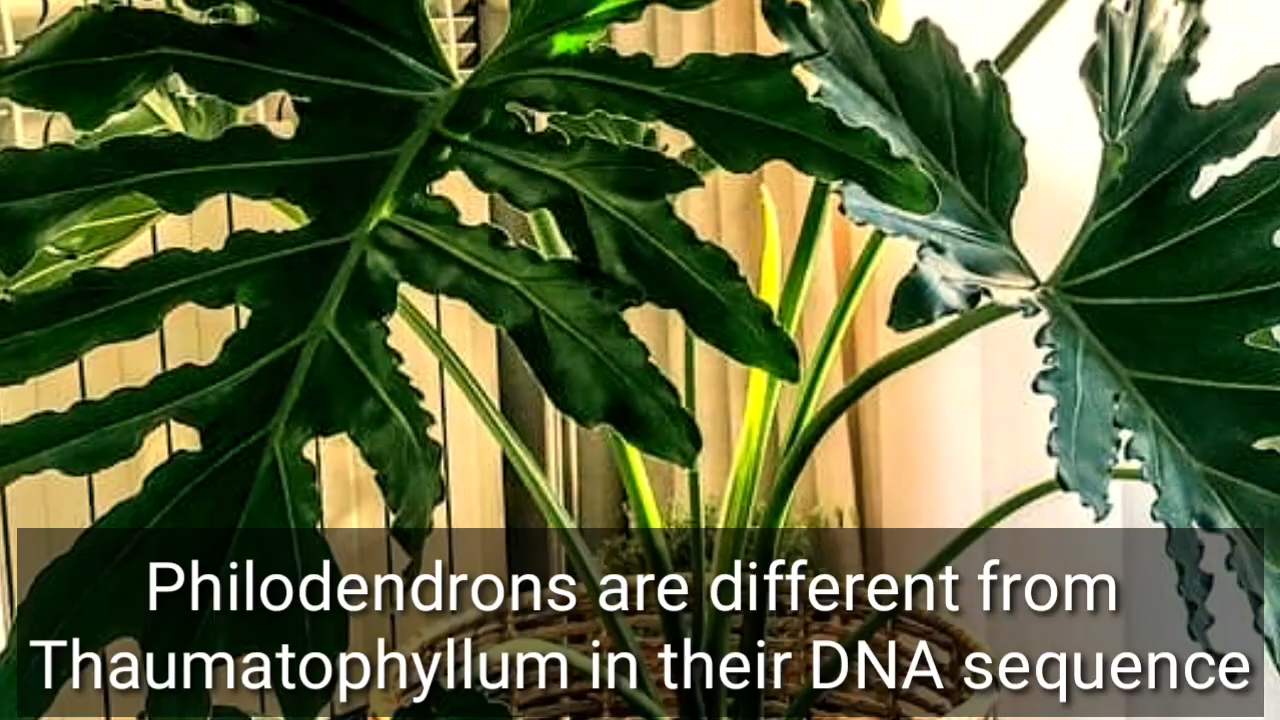 Philodendrons are different from
Thaumatophyllum in their DNA sequence